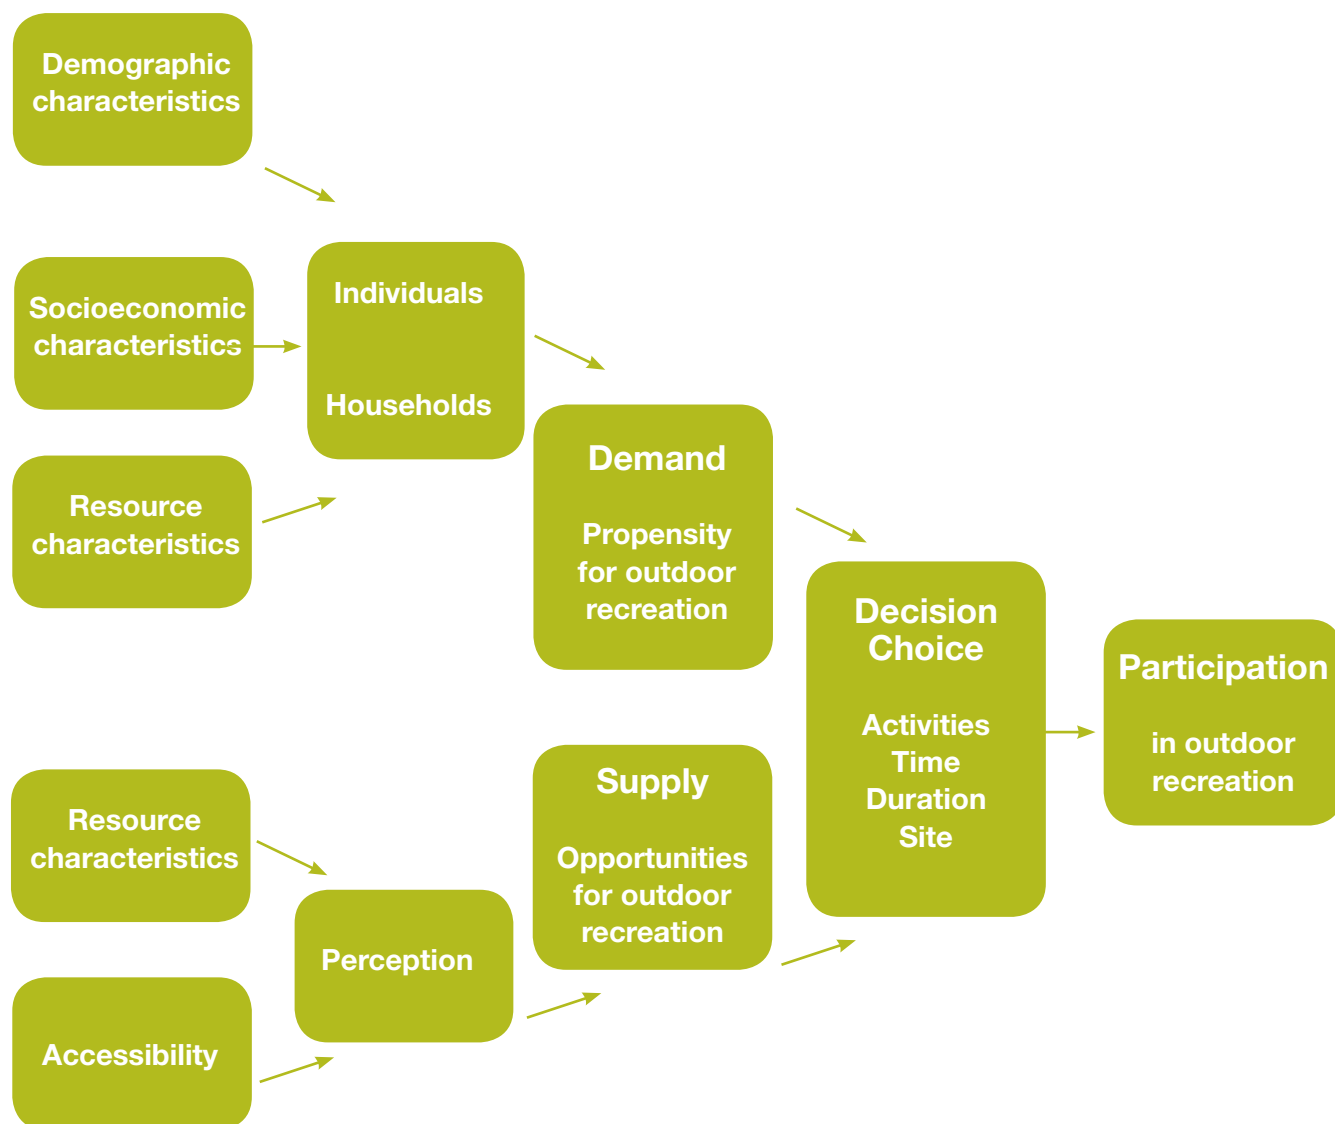 Demographic
characteristics
Socioeconomic
characteristics
Resource
characteristics
Individuals
Households
Demand
Propensity
for outdoor
recreation
Resource
characteristics
Accessibility
Perception
Supply
Opportunities
for outdoor
recreation
Decision
Choice
Activities
Time
Duration
Site
Participation
in outdoor
recreation